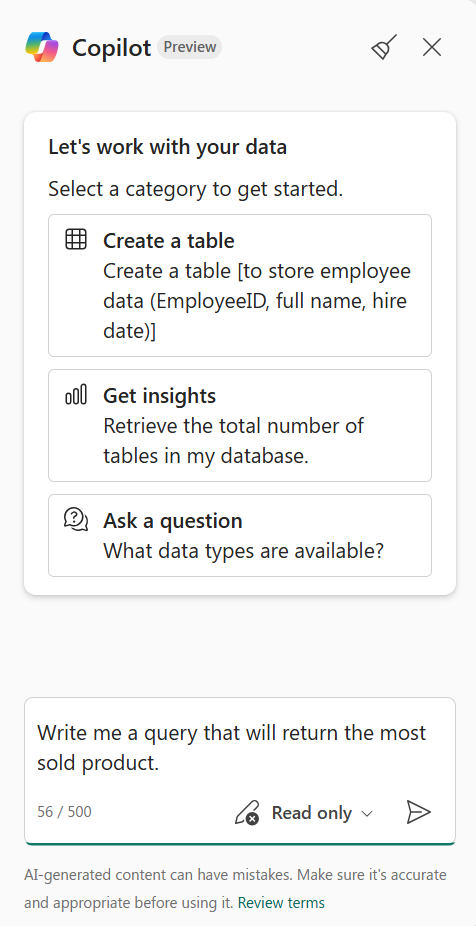 Copilot Preview
Let's work with your data
Select a category to get started.
Create a table
Create a table [to store employee
data (EmployeeID, full name, hire
date)]
Get insights
Retrieve the total number of
tables in my database.
Ask a question
What data types are available?
Write me a query that will return the most
sold product.
56 / 500 Read only
AI-generated content can have mistakes. Make sure it's accurate
and appropriate before using it. Review terms